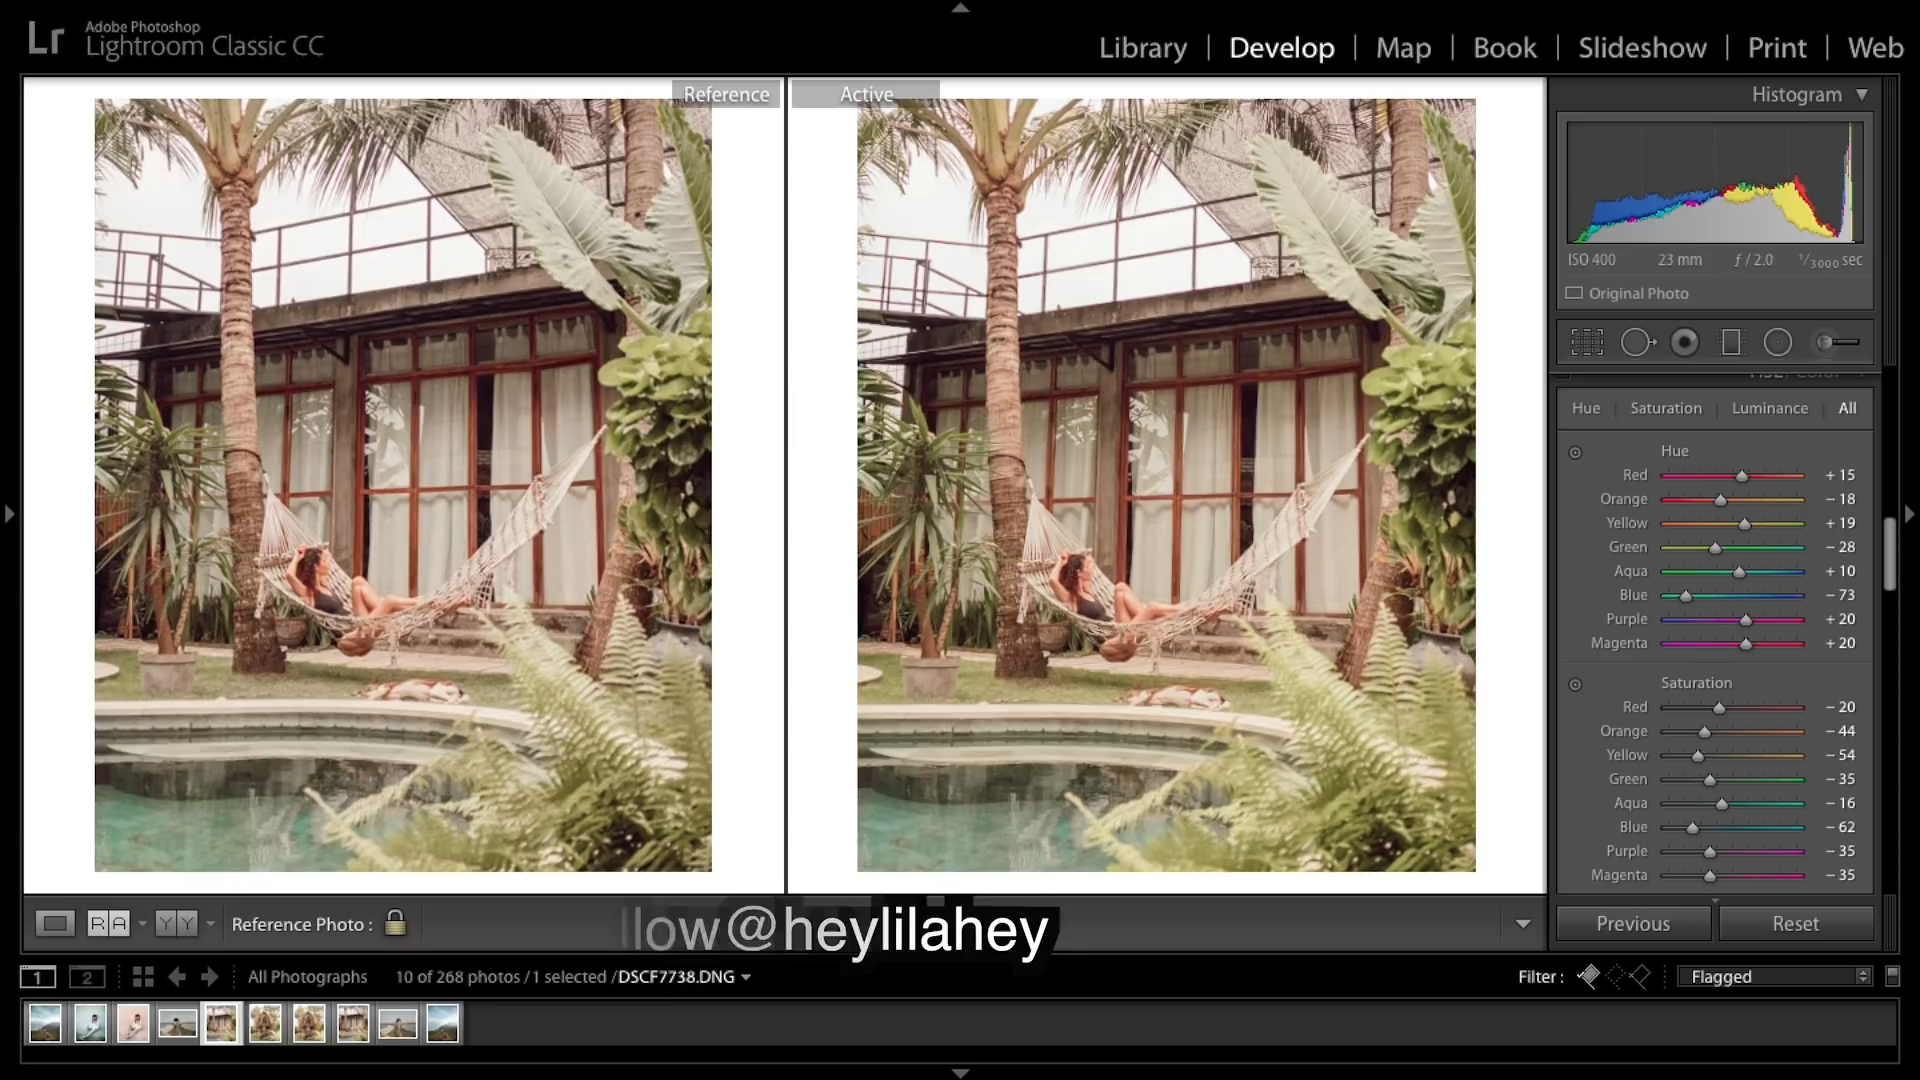 Lr
Adobe Photoshop
Lightroom Classic CC
Library | Develop | Map | Book | Slideshow | Print | Web
Reference
Active
Histogram
ISO 400 23 mm ƒ / 2.0 1/3000 sec
Original Photo
Hue | Saturation | Luminance | All
Hue
Red + 15
Orange − 18
Yellow + 19
Green − 28
Aqua + 10
Blue − 73
Purple + 20
Magenta + 20
Saturation
Red − 20
Orange − 44
Yellow − 54
Green − 35
Aqua − 16
Blue − 62
Purple − 35
Magenta − 35
Previous
Reset
R A
Y Y
Reference Photo :
llow@heylilahey
1
2
All Photographs
10 of 268 photos / 1 selected / DSCF7738.DNG
Filter :
Flagged